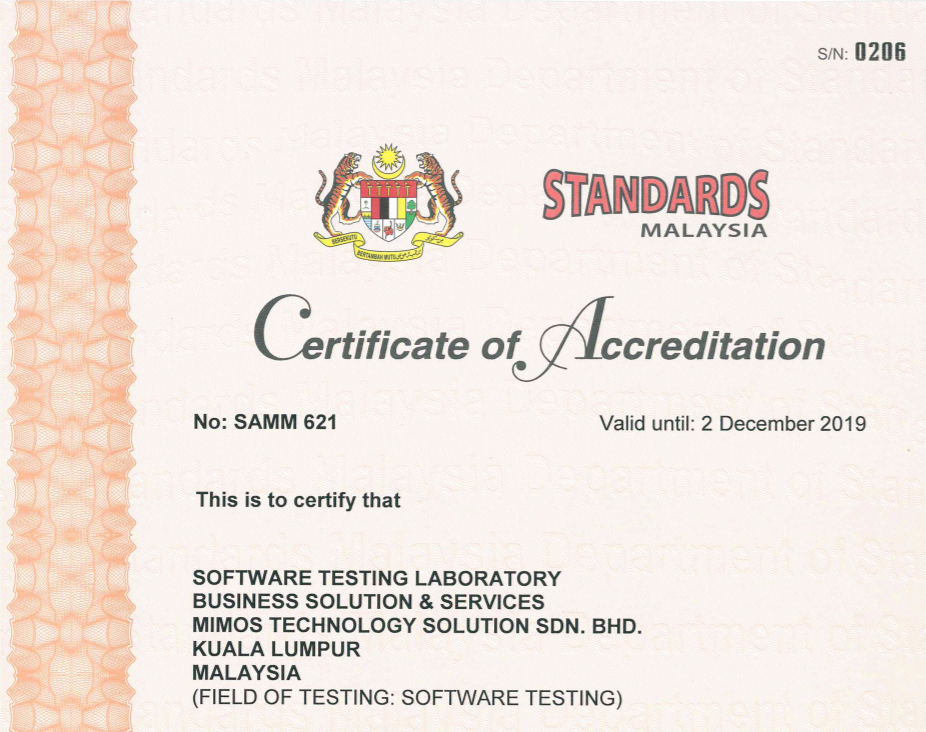 S/N: 0206
STANDARDS
MALAYSIA
BERSEKUTU
BERTAMBAH MUTU
Certificate of Accreditation
No: SAMM 621
Valid until: 2 December 2019
This is to certify that
SOFTWARE TESTING LABORATORY
BUSINESS SOLUTION & SERVICES
MIMOS TECHNOLOGY SOLUTION SDN. BHD.
KUALA LUMPUR
MALAYSIA
(FIELD OF TESTING: SOFTWARE TESTING)